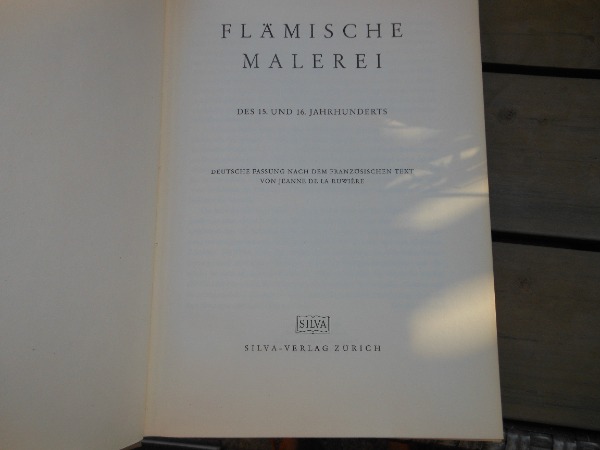 FLÄMISCHE
MALEREI
DES 15. UND 16. JAHRHUNDERTS
DEUTSCHE FASSUNG NACH DEM FRANZÖSISCHEN TEXT
VON JEANNE DE LA RUWIÈRE
SILVA
SILVA-VERLAG ZÜRICH